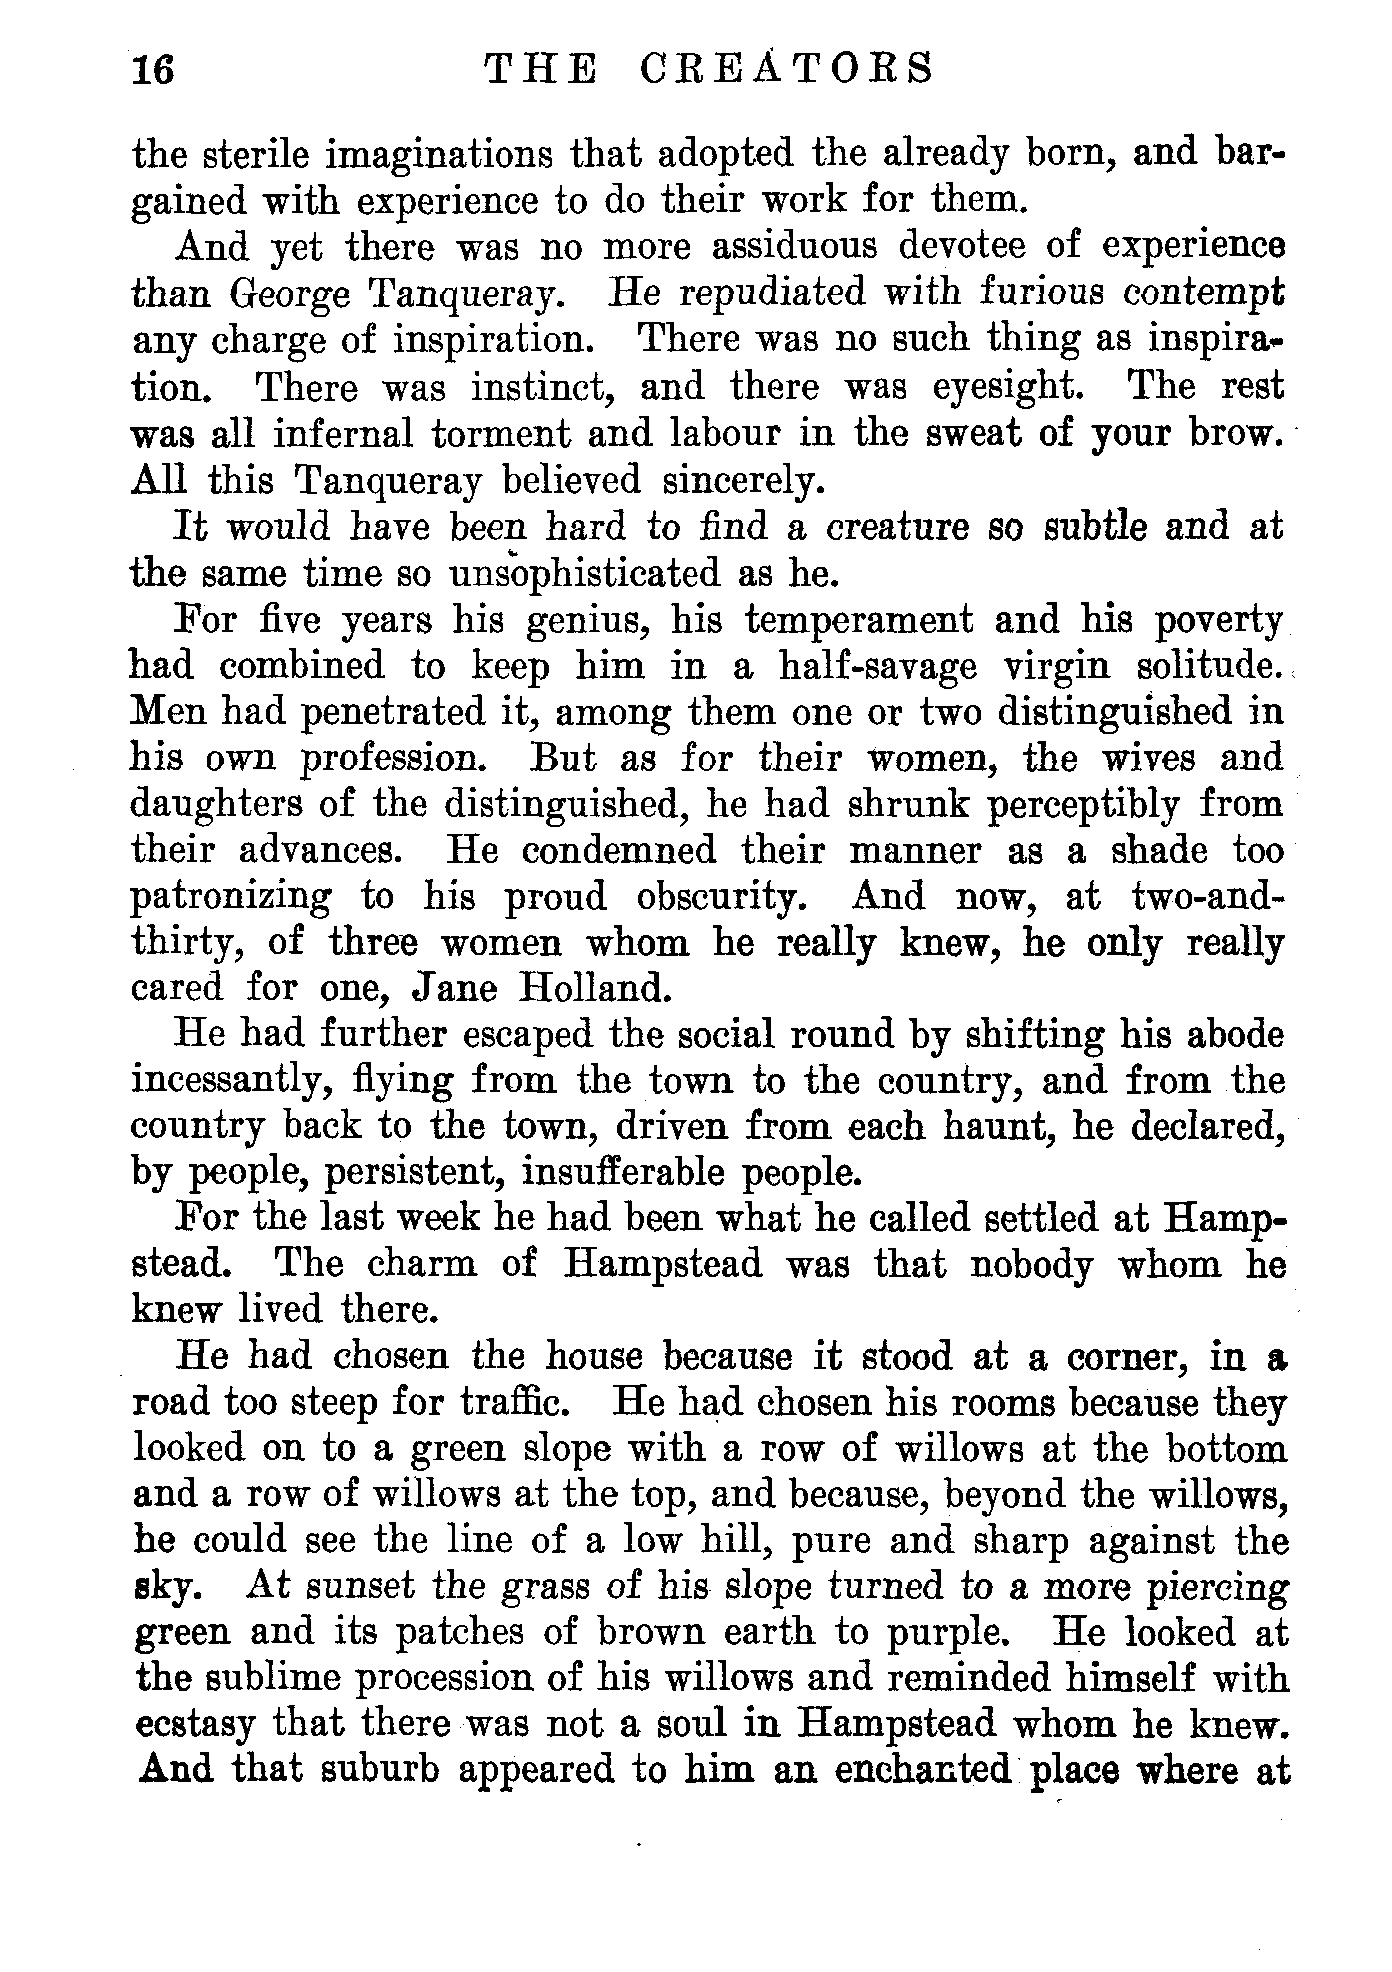 16 THE CREATORS
the sterile imaginations that adopted the already born, and bar-
gained with experience to do their work for them.
And yet there was no more assiduous devotee of experience
than George Tanqueray. He repudiated with furious contempt
any charge of inspiration. There was no such thing as inspira-
tion. There was instinct, and there was eyesight. The rest
was all infernal torment and labour in the sweat of your brow.
All this Tanqueray believed sincerely.
It would have been hard to find a creature so subtle and at
the same time so unsophisticated as he.
For five years his genius, his temperament and his poverty
had combined to keep him in a half-savage virgin solitude.
Men had penetrated it, among them one or two distinguished in
his own profession. But as for their women, the wives and
daughters of the distinguished, he had shrunk perceptibly from
their advances. He condemned their manner as a shade too
patronizing to his proud obscurity. And now, at two-and-
thirty, of three women whom he really knew, he only really
cared for one, Jane Holland.
He had further escaped the social round by shifting his abode
incessantly, flying from the town to the country, and from the
country back to the town, driven from each haunt, he declared,
by people, persistent, insufferable people.
For the last week he had been what he called settled at Hamp-
stead. The charm of Hampstead was that nobody whom he
knew lived there.
He had chosen the house because it stood at a corner, in a
road too steep for traffic. He had chosen his rooms because they
looked on to a green slope with a row of willows at the bottom
and a row of willows at the top, and because, beyond the willows,
he could see the line of a low hill, pure and sharp against the
sky. At sunset the grass of his slope turned to a more piercing
green and its patches of brown earth to purple. He looked at
the sublime procession of his willows and reminded himself with
ecstasy that there was not a soul in Hampstead whom he knew.
And that suburb appeared to him an enchanted place where at